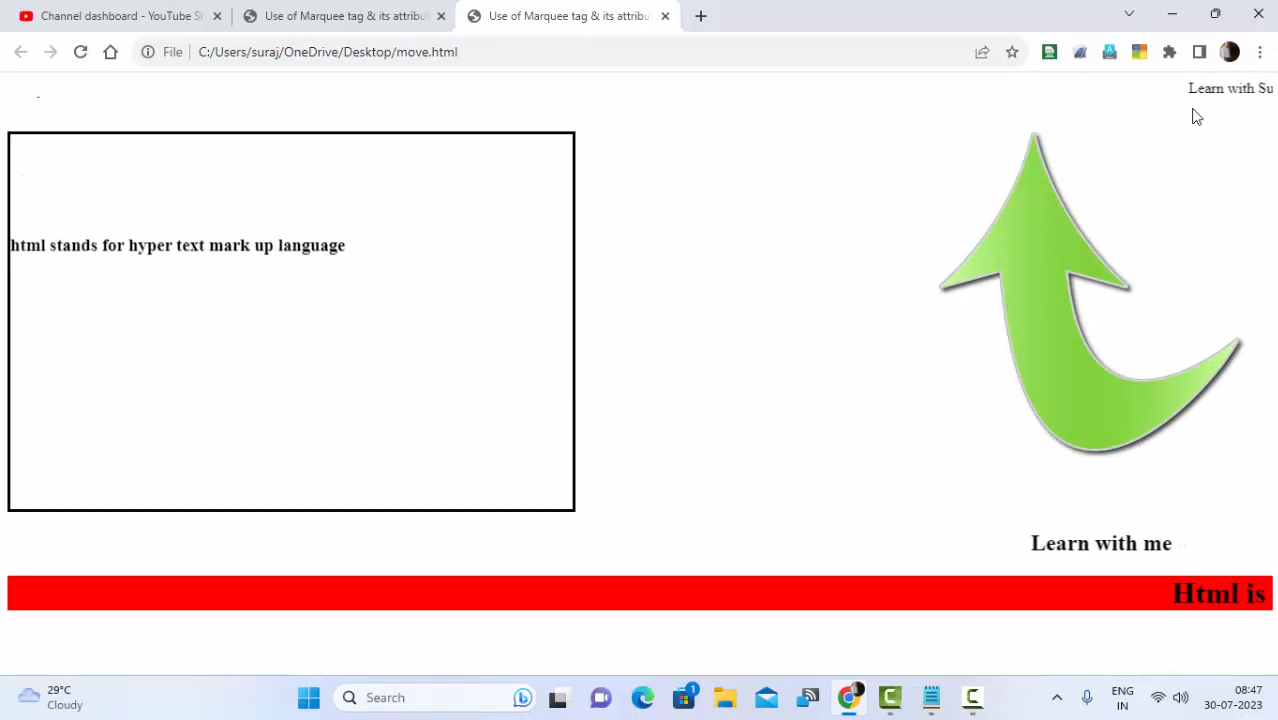 Channel dashboard - YouTube St
Use of Marquee tag & its attribut
Use of Marquee tag & its attribu
File
C:/Users/suraj/OneDrive/Desktop/move.html
Learn with Su
html stands for hyper text mark up language
Learn with me
Html is
29°C
Cloudy
Search
1
ENG
IN
08:47
30-07-2023